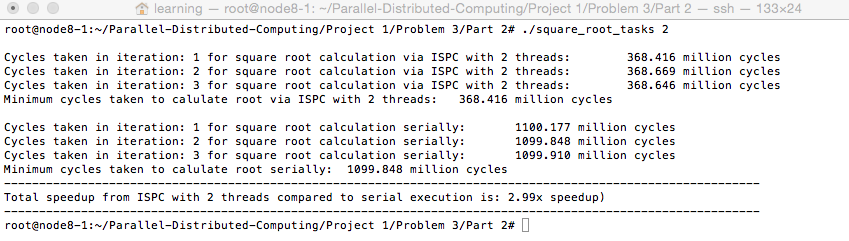 learning — root@node8-1: ~/Parallel-Distributed-Computing/Project 1/Problem 3/Part 2 — ssh — 133×24
root@node8-1:~/Parallel-Distributed-Computing/Project 1/Problem 3/Part 2# ./square_root_tasks 2
Cycles taken in iteration: 1 for square root calculation via ISPC with 2 threads: 368.416 million cycles
Cycles taken in iteration: 2 for square root calculation via ISPC with 2 threads: 368.669 million cycles
Cycles taken in iteration: 3 for square root calculation via ISPC with 2 threads: 368.646 million cycles
Minimum cycles taken to calulate root via ISPC with 2 threads: 368.416 million cycles
Cycles taken in iteration: 1 for square root calculation serially: 1100.177 million cycles
Cycles taken in iteration: 2 for square root calculation serially: 1099.848 million cycles
Cycles taken in iteration: 3 for square root calculation serially: 1099.910 million cycles
Minimum cycles taken to calulate root serially: 1099.848 million cycles
Total speedup from ISPC with 2 threads compared to serial execution is: 2.99x speedup)
root@node8-1:~/Parallel-Distributed-Computing/Project 1/Problem 3/Part 2#